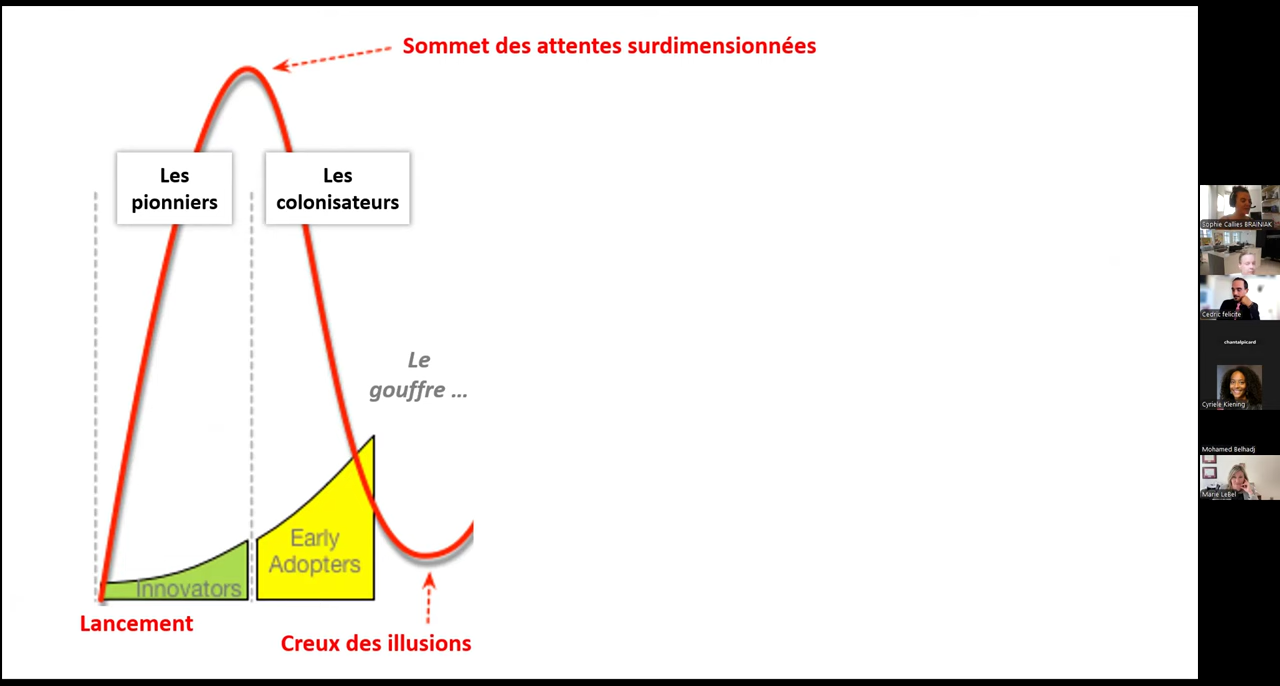 Sommet des attentes surdimensionnées
Les
pionniers
Les
colonisateurs
Le
gouffre ...
Early
Adopters
Innovators
Lancement
Creux des illusions
Sophie Callies BRAINIAK
Cedric felicite
chantalpicard
Cyriele Kiening
Mohamed Belhadj
Marie LeBel